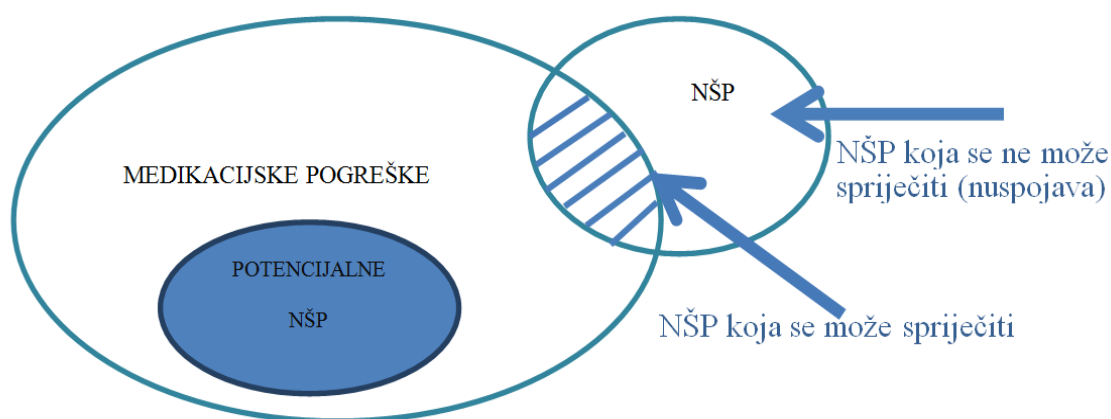 NŠP
NŠP koja se ne može
spriječiti (nuspojava)
MEDIKACIJSKE POGREŠKE
POTENCIJALNE
NŠP
NŠP koja se može spriječiti